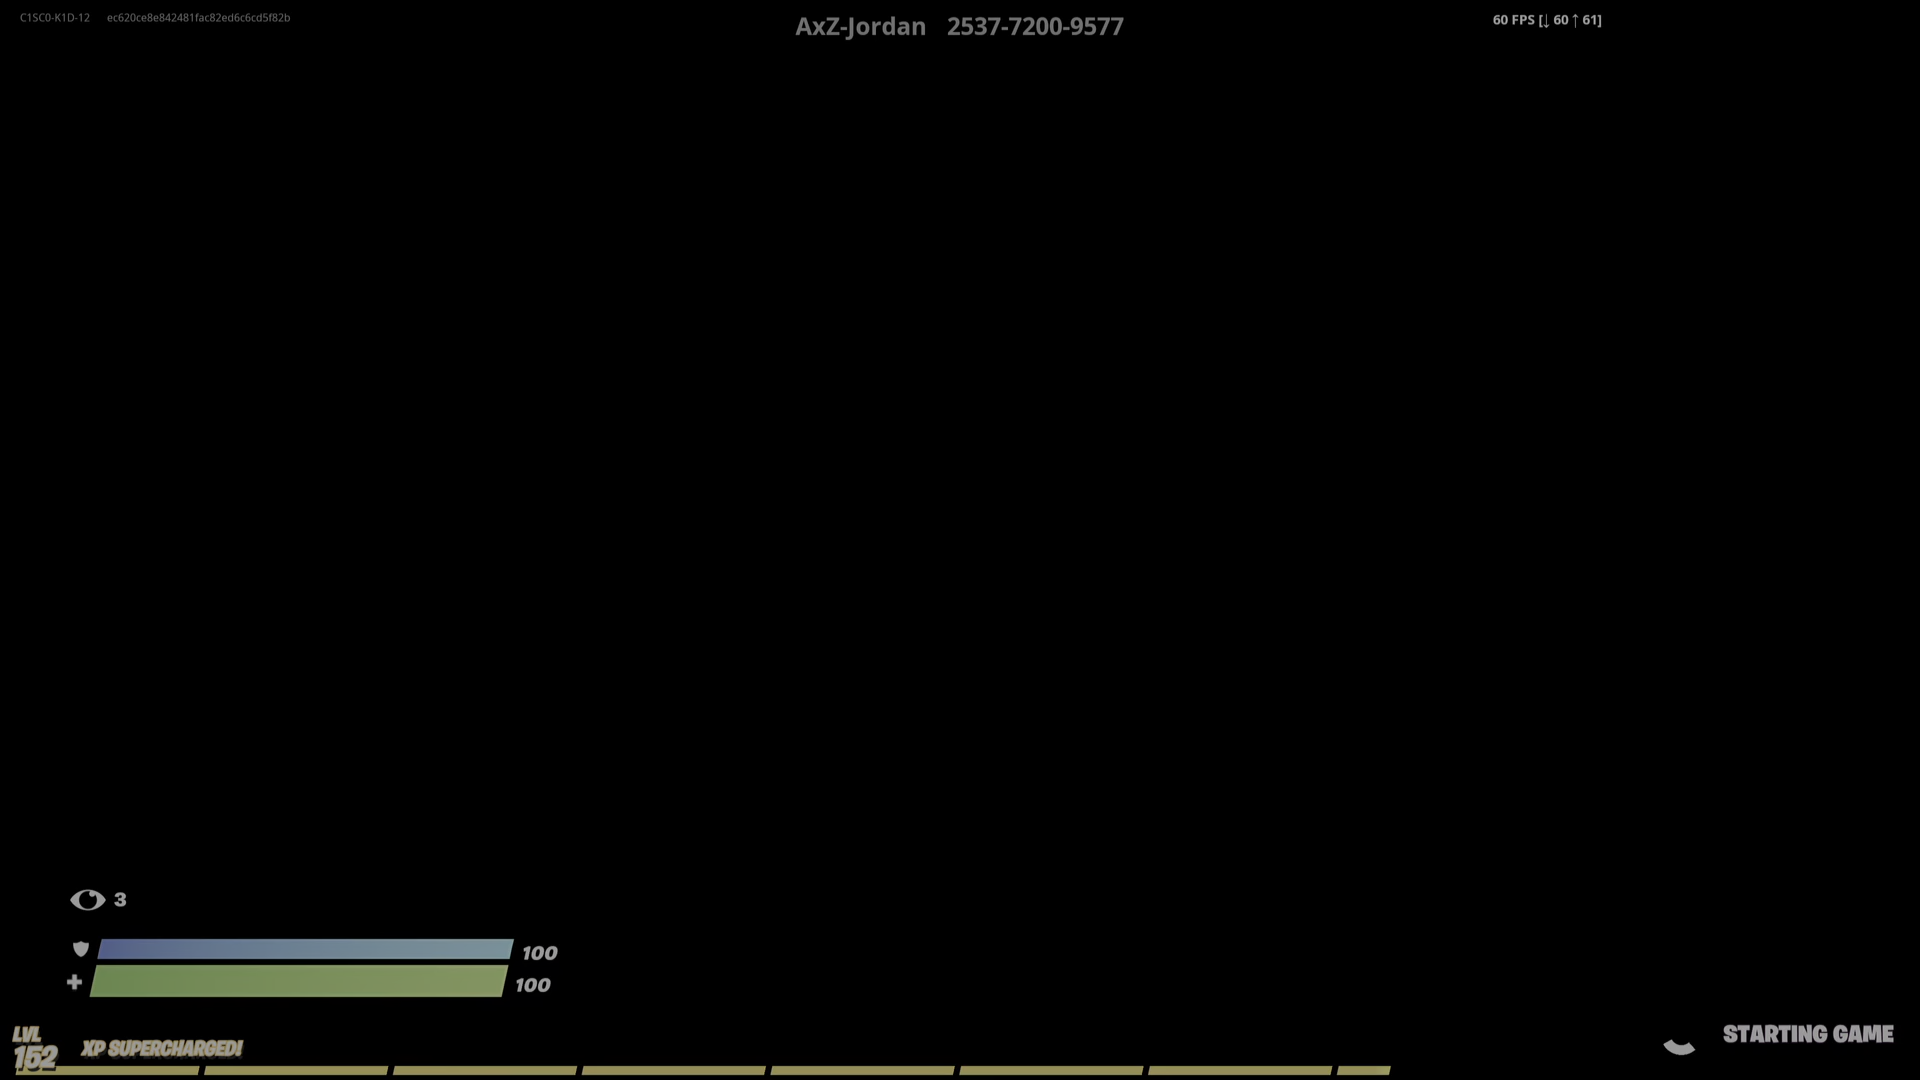 C1SC0-K1D-12 ec620ce8e842481fac82ed6c6cd5f82b
AxZ-Jordan 2537-7200-9577
60 FPS [↓ 60 ↑ 61]
3
100
100
LVL
152
XP SUPERCHARGED!
STARTING GAME